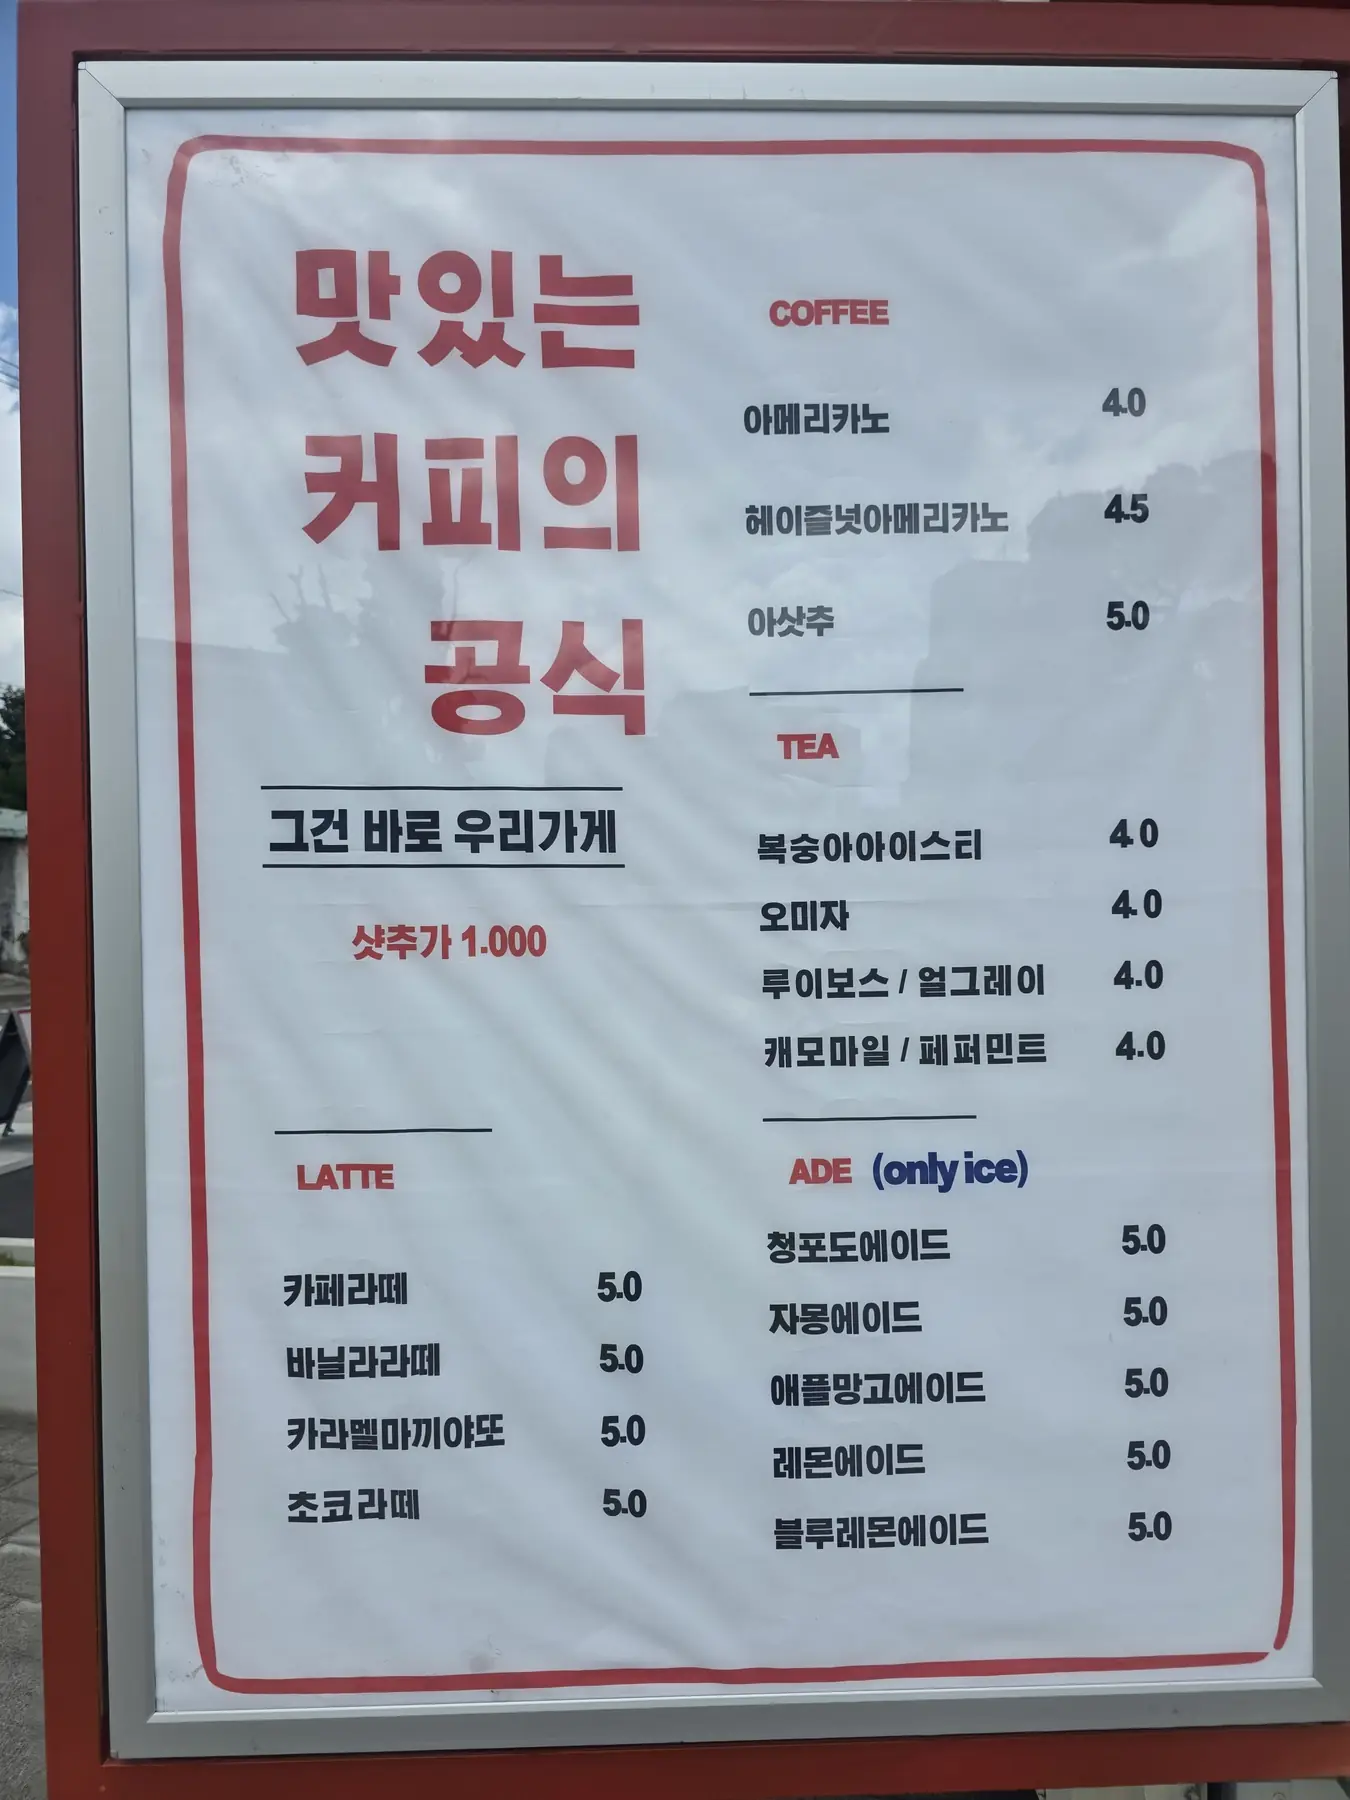 맛있는
커피의
공식
그건 바로 우리가게
샷추가 1.000
LATTE
카페라떼 5.0
바닐라라떼 5.0
카라멜마끼야또 5.0
초코라떼 5.0
COFFEE
아메리카노 4.0
헤이즐넛아메리카노 4.5
아샷추 5.0
TEA
복숭아아이스티 4.0
오미자 4.0
루이보스 / 얼그레이 4.0
캐모마일 / 페퍼민트 4.0
ADE (only ice)
청포도에이드 5.0
자몽에이드 5.0
애플망고에이드 5.0
레몬에이드 5.0
블루레몬에이드 5.0